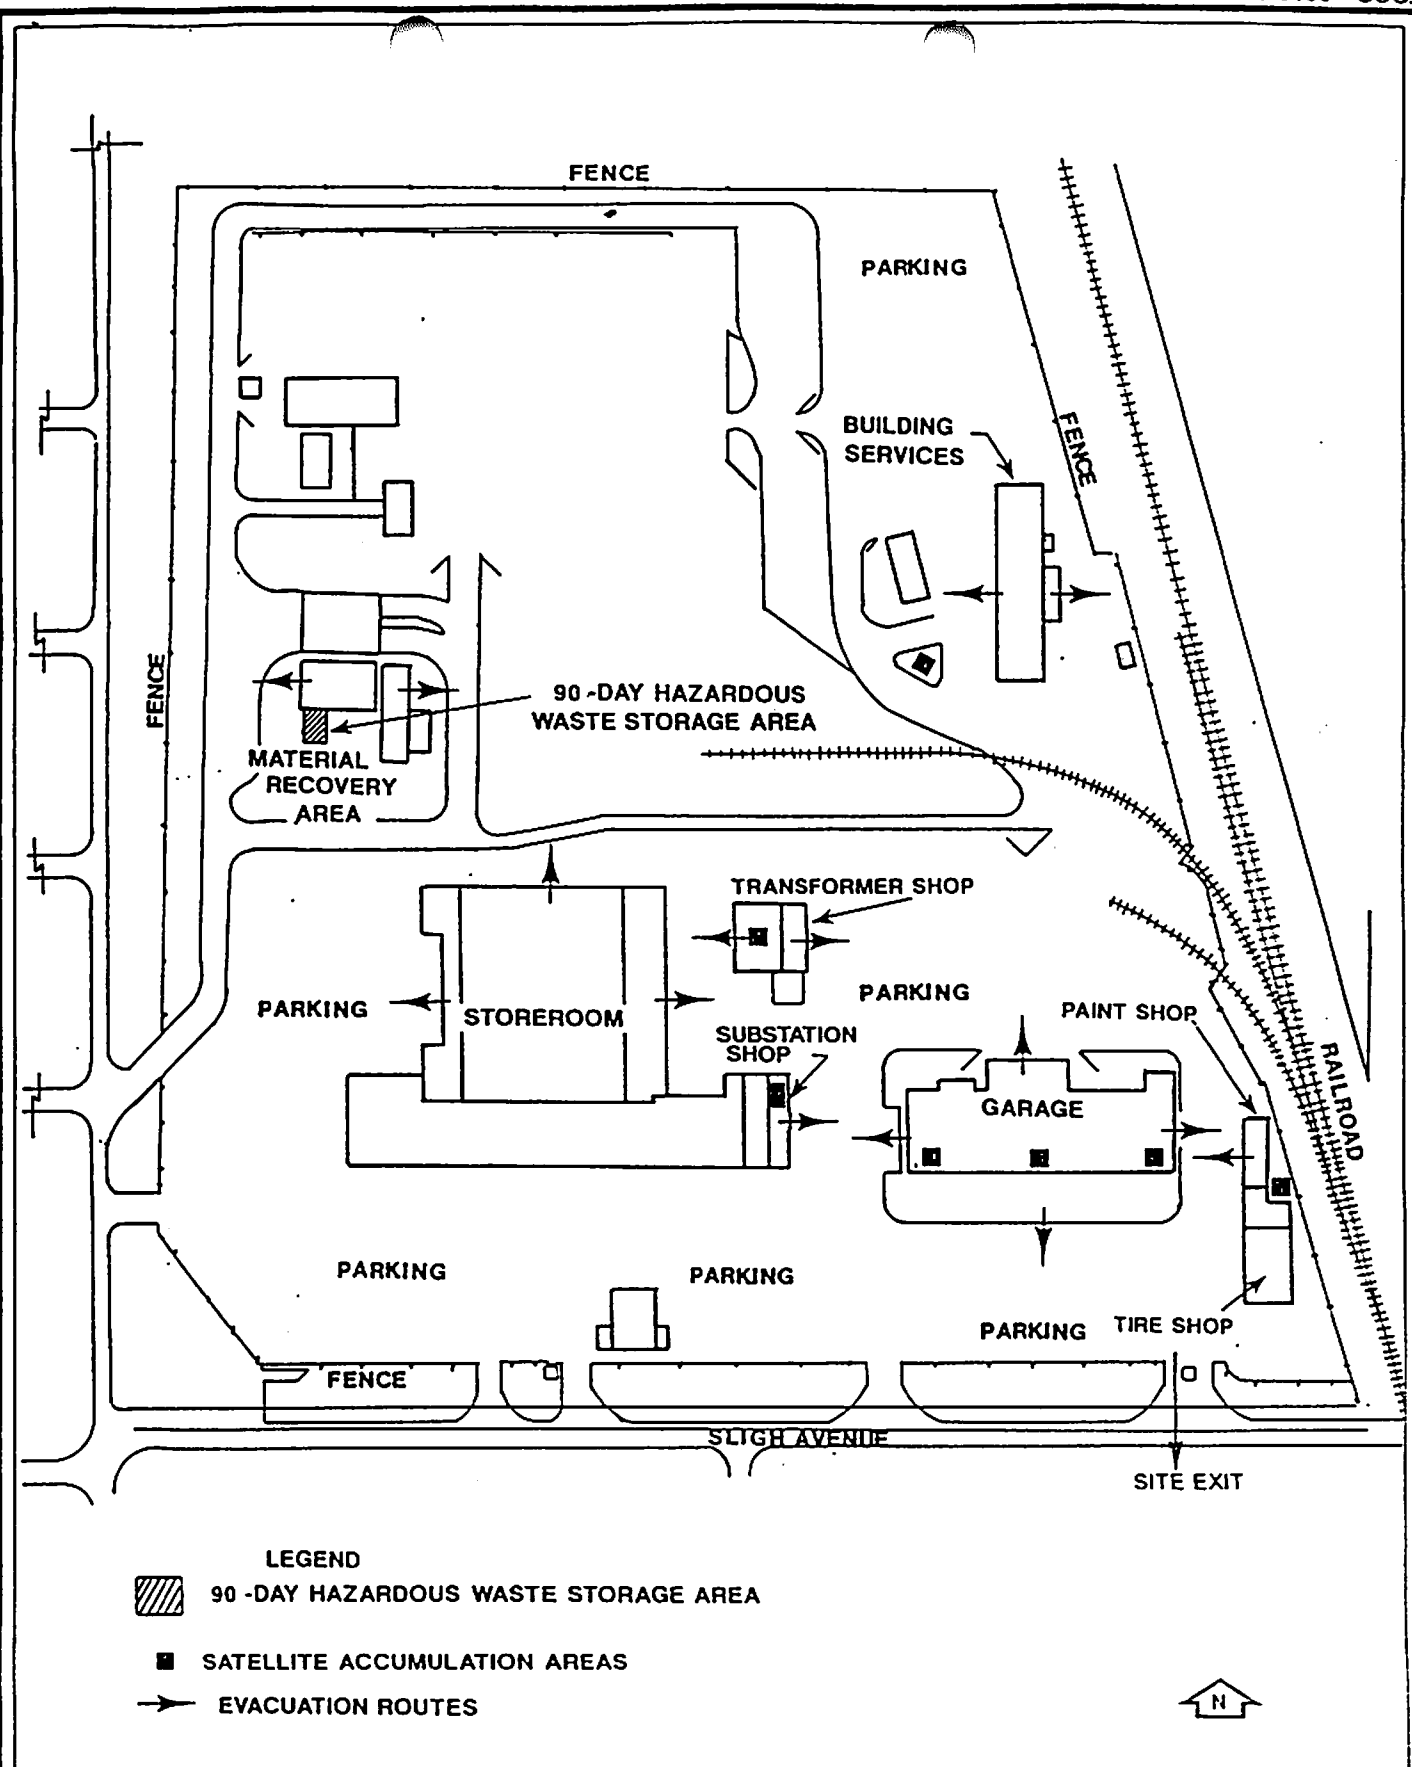 FENCE
PARKING
BUILDING
SERVICES
FENCE
FENCE
90-DAY HAZARDOUS
WASTE STORAGE AREA
MATERIAL
RECOVERY
AREA
TRANSFORMER SHOP
PARKING
STOREROOM
PARKING
PAINT SHOP
SUBSTATION
SHOP
RAILROAD
GARAGE
PARKING
PARKING
PARKING
TIRE SHOP
FENCE
SLIGH AVENUE
SITE EXIT
LEGEND
90-DAY HAZARDOUS WASTE STORAGE AREA
SATELLITE ACCUMULATION AREAS
EVACUATION ROUTES
N